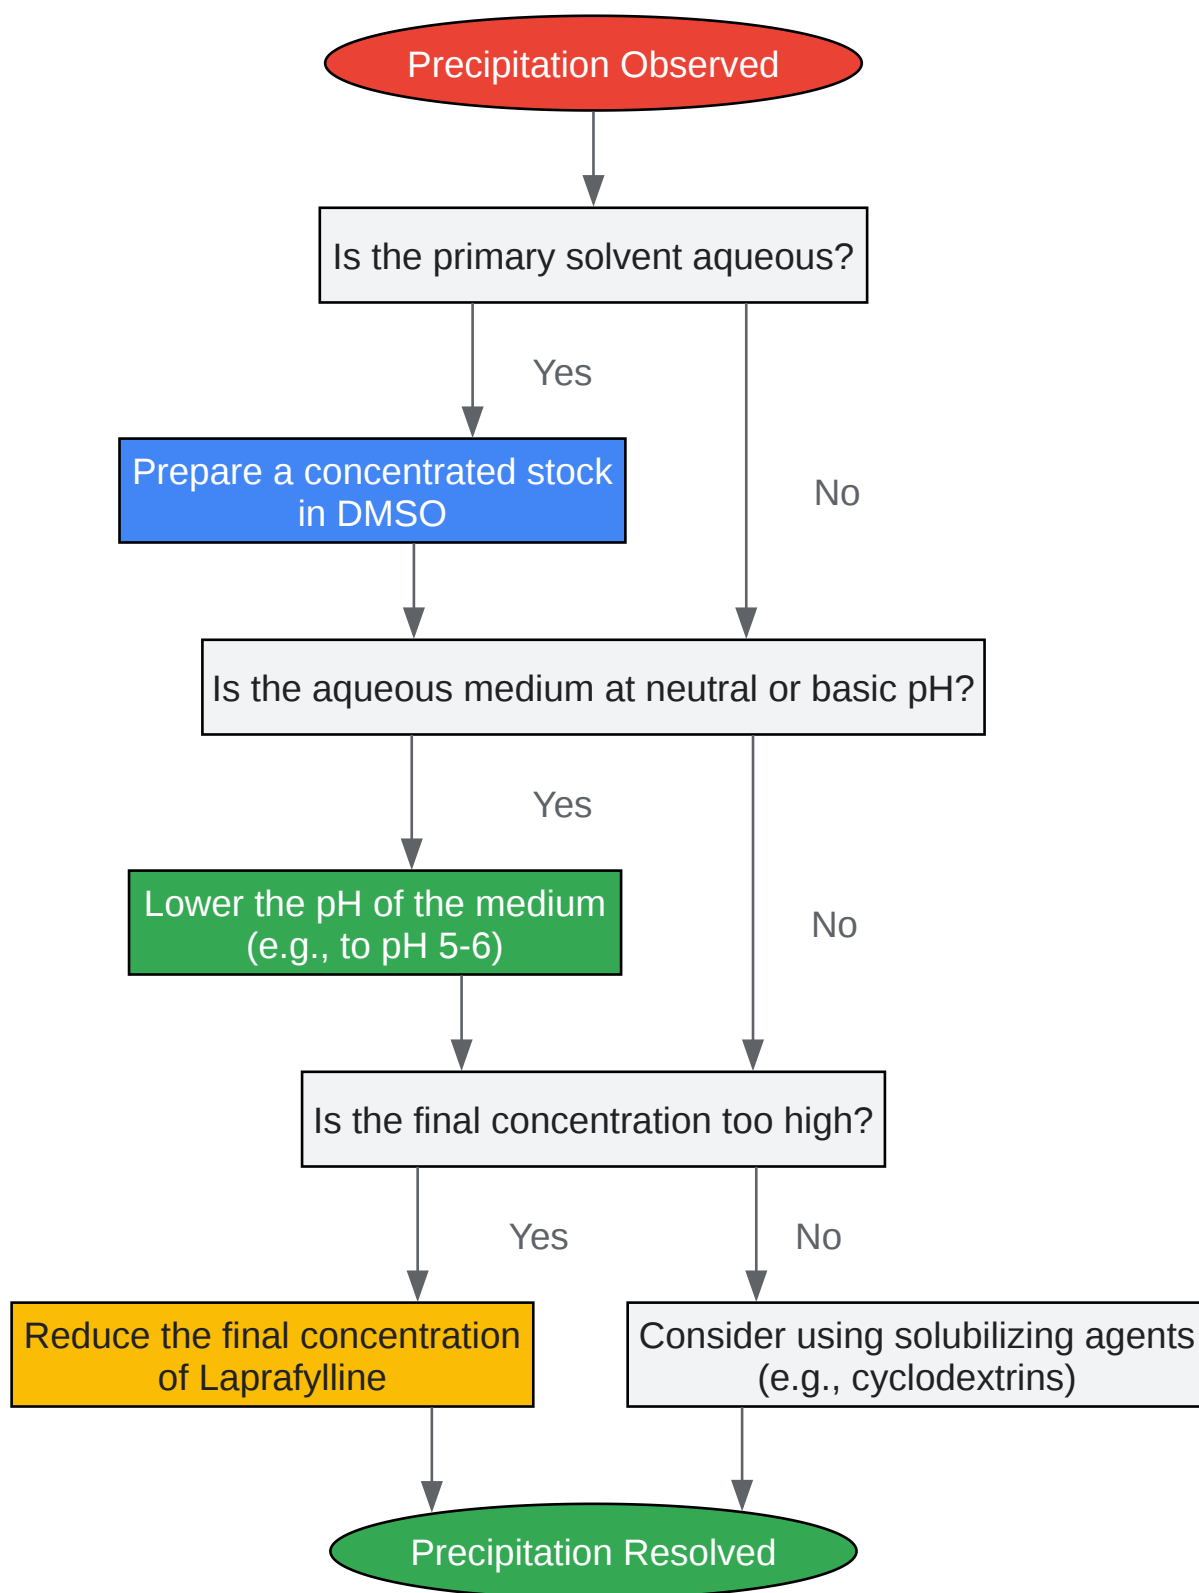 Precipitation Observed
Is the primary solvent aqueous?
Yes
Prepare a concentrated stock
in DMSO
No
Is the aqueous medium at neutral or basic pH?
Yes
Lower the pH of the medium
(e.g., to pH 5-6)
No
Is the final concentration too high?
Yes
No
Reduce the final concentration
of Laprafylline
Consider using solubilizing agents
(e.g., cyclodextrins)
Precipitation Resolved